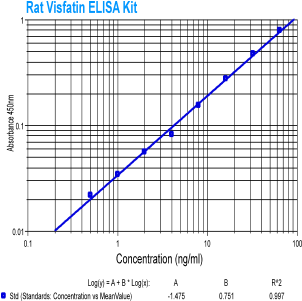 Rat Visfatin ELISA Kit
1
0.1
0.01
Absorbance 450nm
0.1
1
10
100
Concentration (ng/ml)
Log(y) = A + B * Log(x): A B R^2
Std (Standards: Concentration vs MeanValue) -1.475 0.751 0.997